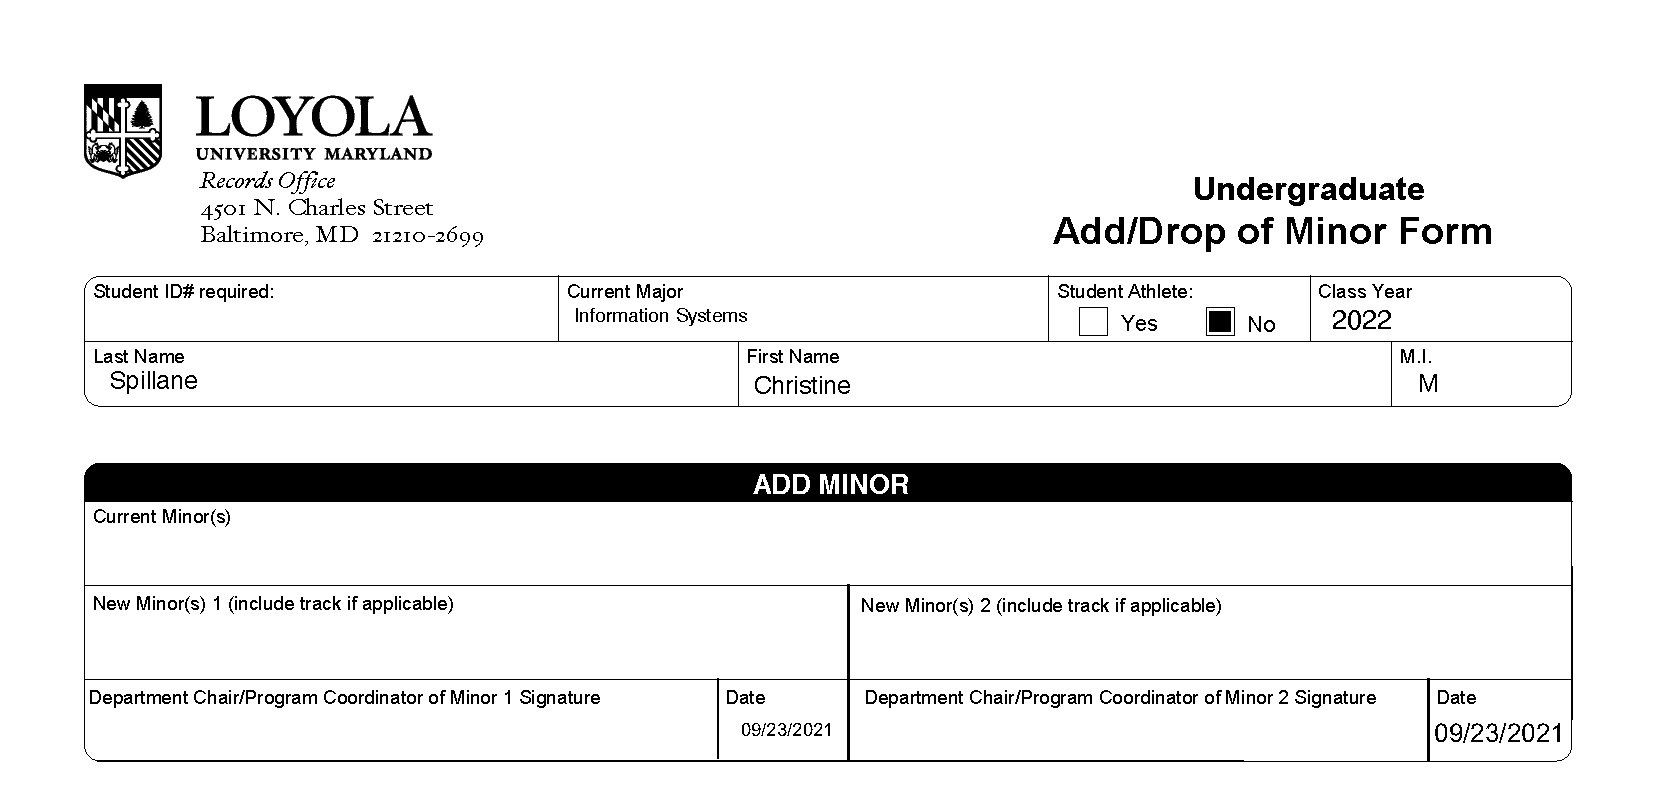 LOYOLA
UNIVERSITY MARYLAND
Records Office
4501 N. Charles Street
Baltimore, MD 21210-2699
Undergraduate
Add/Drop of Minor Form
Student ID# required:
Current Major
Information Systems
Student Athlete:
Yes No
Class Year
2022
Last Name
Spillane
First Name
Christine
M.I.
M
ADD MINOR
Current Minor(s)
New Minor(s) 1 (include track if applicable)
New Minor(s) 2 (include track if applicable)
Department Chair/Program Coordinator of Minor 1 Signature
Date
09/23/2021
Department Chair/Program Coordinator of Minor 2 Signature
Date
09/23/2021